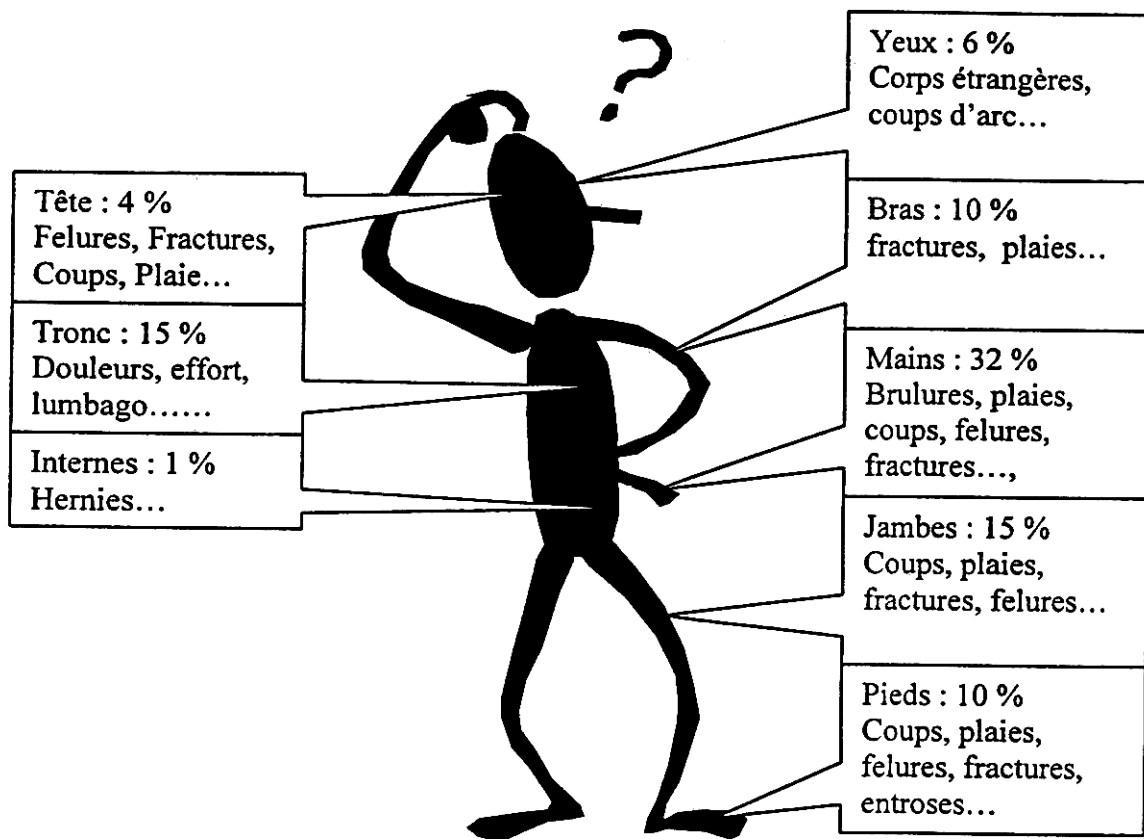 ?
Tête : 4 %
Felures, Fractures,
Coups, Plaie…
Tronc : 15 %
Douleurs, effort,
lumbago……
Internes : 1 %
Hernies…
Yeux : 6 %
Corps étrangères,
coups d'arc…
Bras : 10 %
fractures, plaies…
Mains : 32 %
Brulures, plaies,
coups, felures,
fractures…,
Jambes : 15 %
Coups, plaies,
fractures, felures…
Pieds : 10 %
Coups, plaies,
felures, fractures,
entroses…